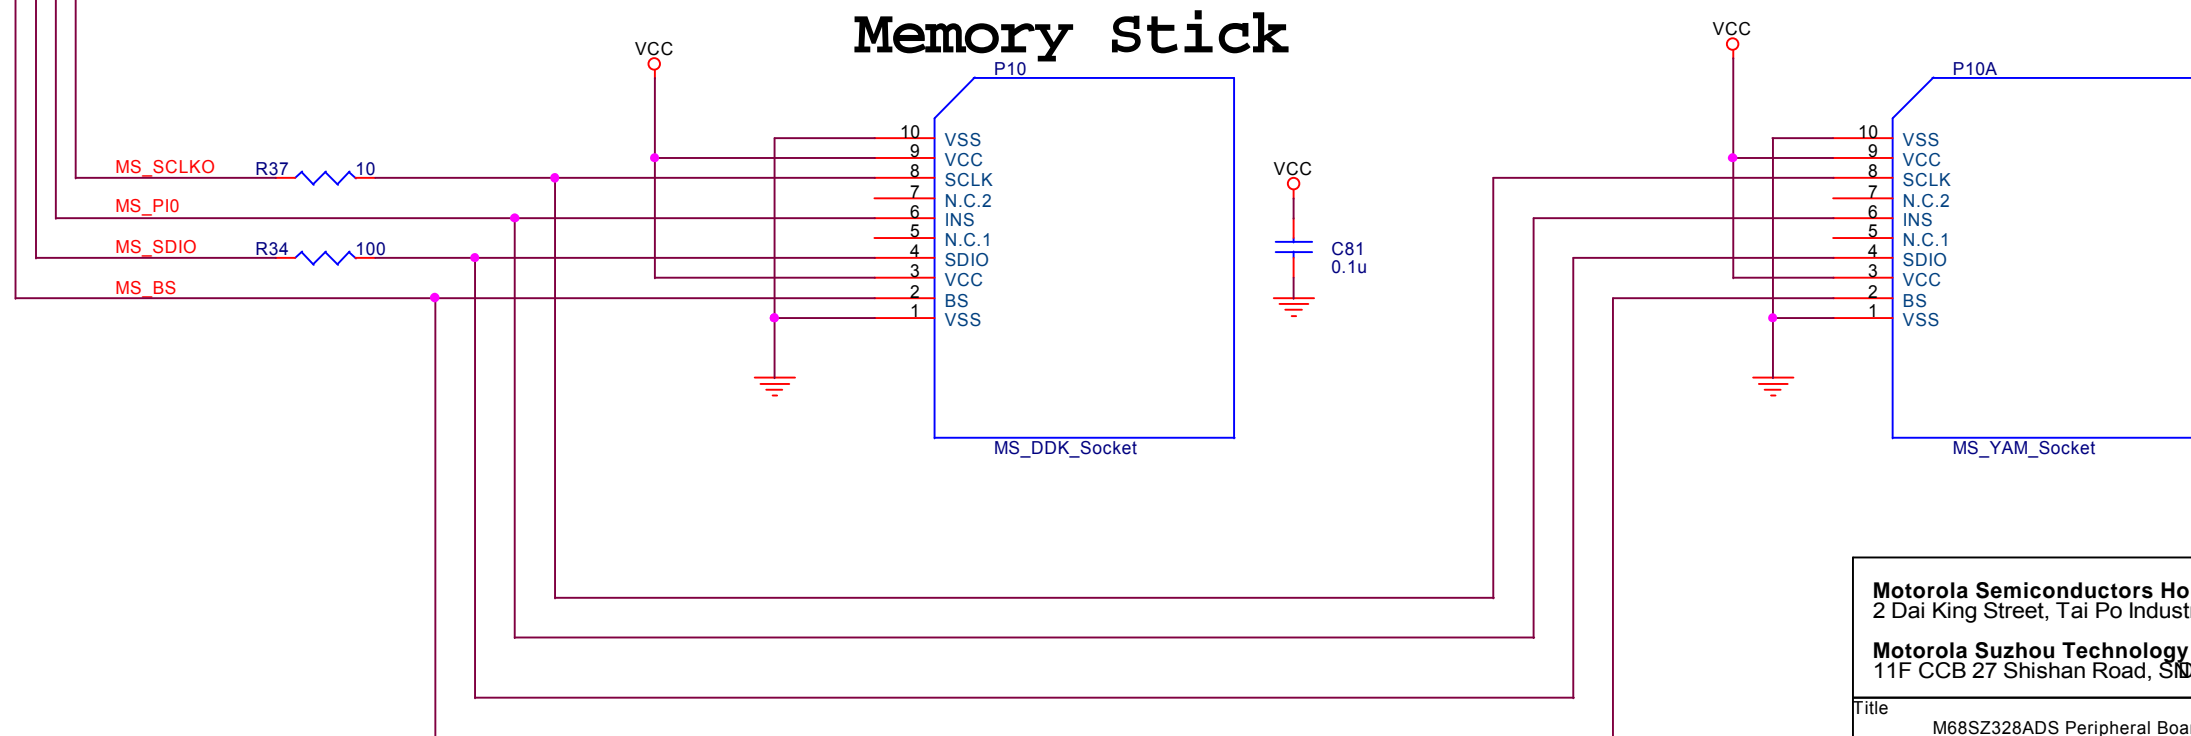 Memory Stick
VCC
P10
10 VSS
9 VCC
8 SCLK
7 N.C.2
6 INS
5 N.C.1
4 SDIO
3 VCC
2 BS
1 VSS
MS_DDK_Socket
MS_SCLKO R37 10
MS_PI0
MS_SDIO R34 100
MS_BS
VCC
C81
0.1u
VCC
P10A
10 VSS
9 VCC
8 SCLK
7 N.C.2
6 INS
5 N.C.1
4 SDIO
3 VCC
2 BS
1 VSS
MS_YAM_Socket
Motorola Semiconductors Ho
2 Dai King Street, Tai Po Indust
Motorola Suzhou Technology
11F CCB 27 Shishan Road,
Title
M68SZ328ADS Peripheral Boa